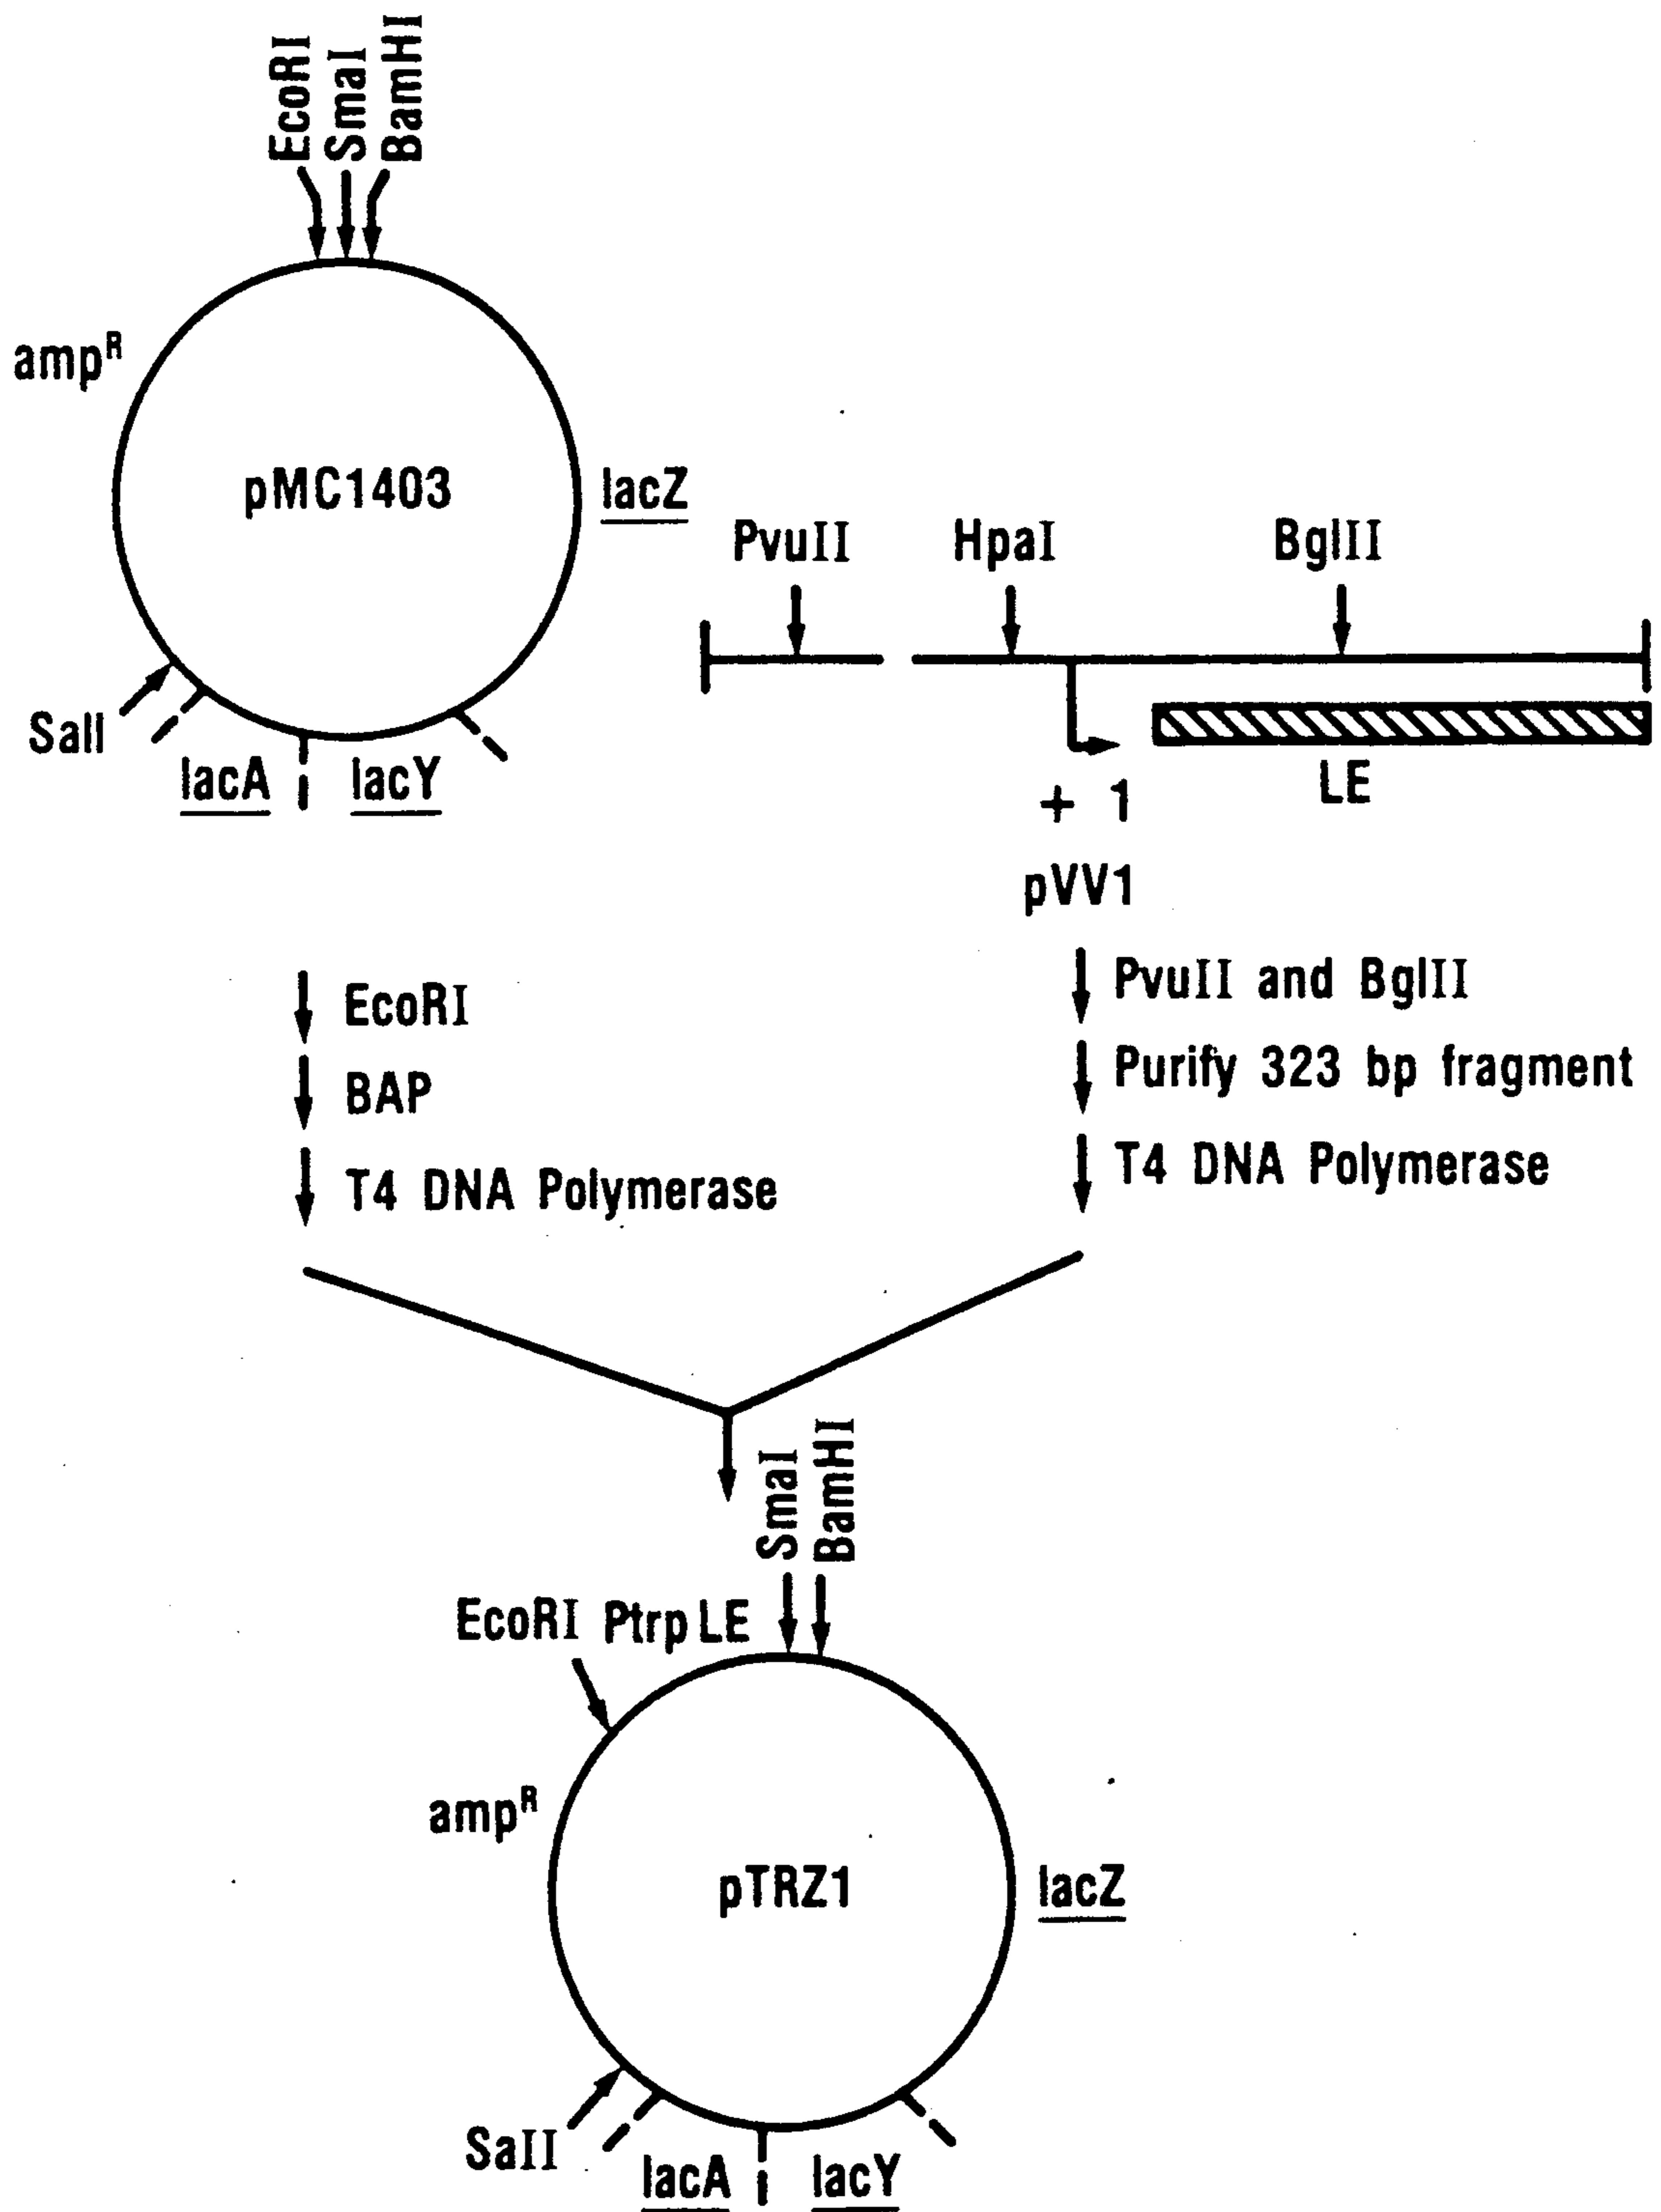 EcoRI
SmaI
BamHI
ampR
pMC1403
lacZ
PvuII
HpaI
BglII
SalI
lacA
lacY
LE
+ 1
pVV1
EcoRI
BAP
T4 DNA Polymerase
PvuII and BglII
Purify 323 bp fragment
T4 DNA Polymerase
SmaI
BamHI
EcoRI Ptrp LE
ampR
pTRZ1
lacZ
SalI
lacA
lacY